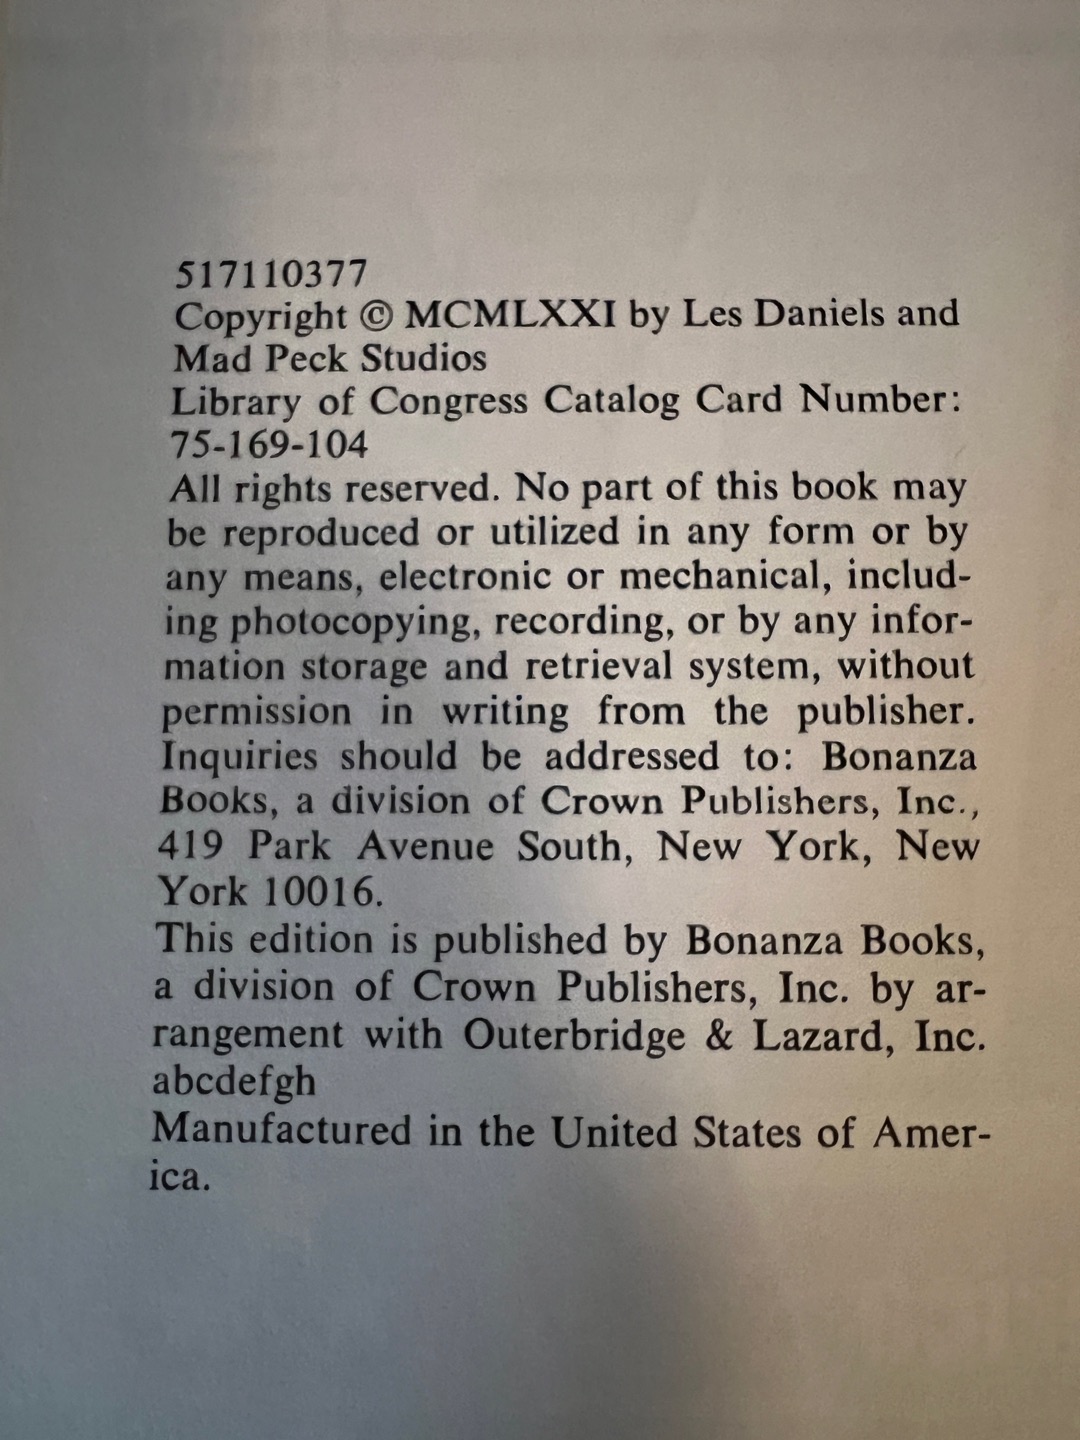 517110377
Copyright © MCMLXXI by Les Daniels and
Mad Peck Studios
Library of Congress Catalog Card Number:
75-169-104
All rights reserved. No part of this book may
be reproduced or utilized in any form or by
any means, electronic or mechanical, includ-
ing photocopying, recording, or by any infor-
mation storage and retrieval system, without
permission in writing from the publisher.
Inquiries should be addressed to: Bonanza
Books, a division of Crown Publishers, Inc.,
419 Park Avenue South, New York, New
York 10016.
This edition is published by Bonanza Books,
a division of Crown Publishers, Inc. by ar-
rangement with Outerbridge & Lazard, Inc.
abcdefgh
Manufactured in the United States of Amer-
ica.